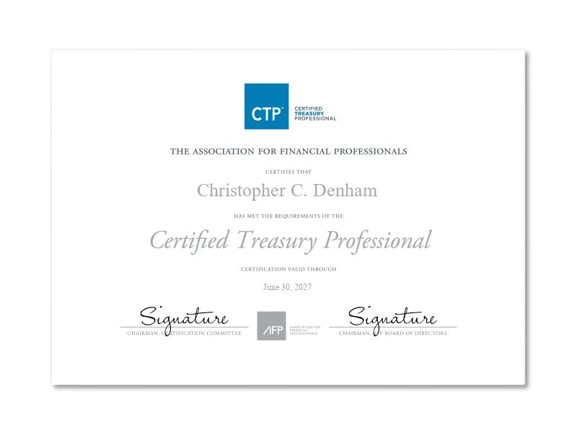 CTP™ CERTIFIED
TREASURY
PROFESSIONAL
THE ASSOCIATION FOR FINANCIAL PROFESSIONALS
CERTIFIES THAT
Christopher C. Denham
HAS MET THE REQUIREMENTS OF THE
Certified Treasury Professional
CERTIFICATION VALID THROUGH
June 30, 2027
Signature
CHAIRMAN, CERTIFICATION COMMITTEE
AFP ASSOCIATION FOR
FINANCIAL
PROFESSIONALS
Signature
CHAIRMAN, AFP BOARD OF DIRECTORS